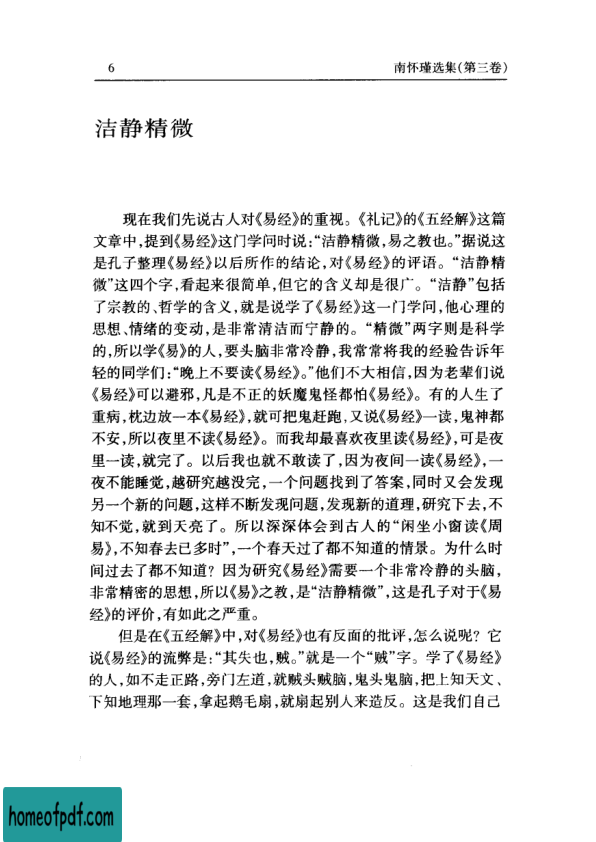 6
南怀瑾选集(第三卷)
洁静精微
现在我们先说古人对《易经》的重视。《礼记》的《五经解》这篇
文章中,提到《易经》这门学问时说:“洁静精微,易之教也。”据说这
是孔子整理《易经》以后所作的结论,对《易经》的评语。“洁静精
微”这四个字,看起来很简单,但它的含义却是很广。“洁静”包括
了宗教的、哲学的含义,就是说学了《易经》这一门学问,他心理的
思想、情绪的变动,是非常清洁而宁静的。“精微”两字则是科学
的,所以学《易》的人,要头脑非常冷静,我常常将我的经验告诉年
轻的同学们:“晚上不要读《易经》。”他们不大相信,因为老辈们说
《易经》可以避邪,凡是不正的妖魔鬼怪都怕《易经》。有的人生了
重病,枕边放一本《易经》,就可把鬼赶跑,又说《易经》一读,鬼神都
不安,所以夜里不读《易经》。而我却最喜欢夜里读《易经》,可是夜
里一读,就完了。以后我也就不敢读了,因为夜间一读《易经》,一
夜不能睡觉,越研究越没完,一个问题找到了答案,同时又会发现
另一个新的问题,这样不断发现问题,发现新的道理,研究下去,不
知不觉,就到天亮了。所以深深体会到古人的“闲坐小窗读《周
易》,不知春去已多时”,一个春天过了都不知道的情景。为什么时
间过去了都不知道?因为研究《易经》需要一个非常冷静的头脑,
非常精密的思想,所以《易》之教,是“洁静精微”,这是孔子对于《易
经》的评价,有如此之严重。
但是在《五经解》中,对《易经》也有反面的批评,怎么说呢?它
说《易经》的流弊是:“其失也,贼。”就是一个“贼”字。学了《易经》
的人,如不走正路,旁门左道,就贼头贼脑,鬼头鬼脑,把上知天文、
下知地理那一套,拿起鹅毛扇,就扇起别人来造反。这是我们自己
homeofpdf.com